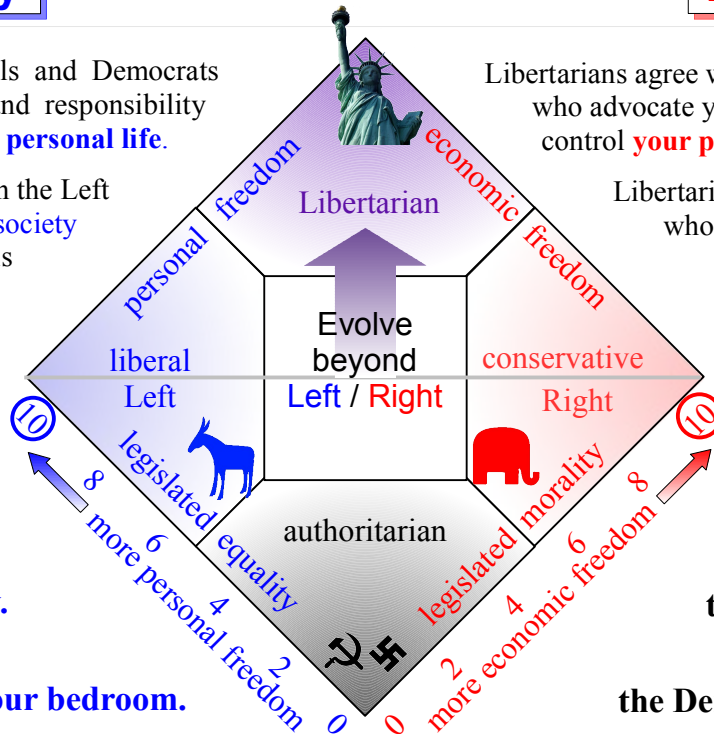 y
ls and Democrats
nd responsibility
personal life.
n the Left
society
s
Libertarians agree w
who advocate y
control your p
Libertari
who
personal freedom
economic freedom
Libertarian
Evolve
beyond
Left / Right
liberal
Left
conservative
Right
10
10
legislated equality
legislated morality
authoritarian
8
6
4
2
0
more personal freedom
0
2
4
6
8
more economic freedom
.
t
our bedroom.
the De